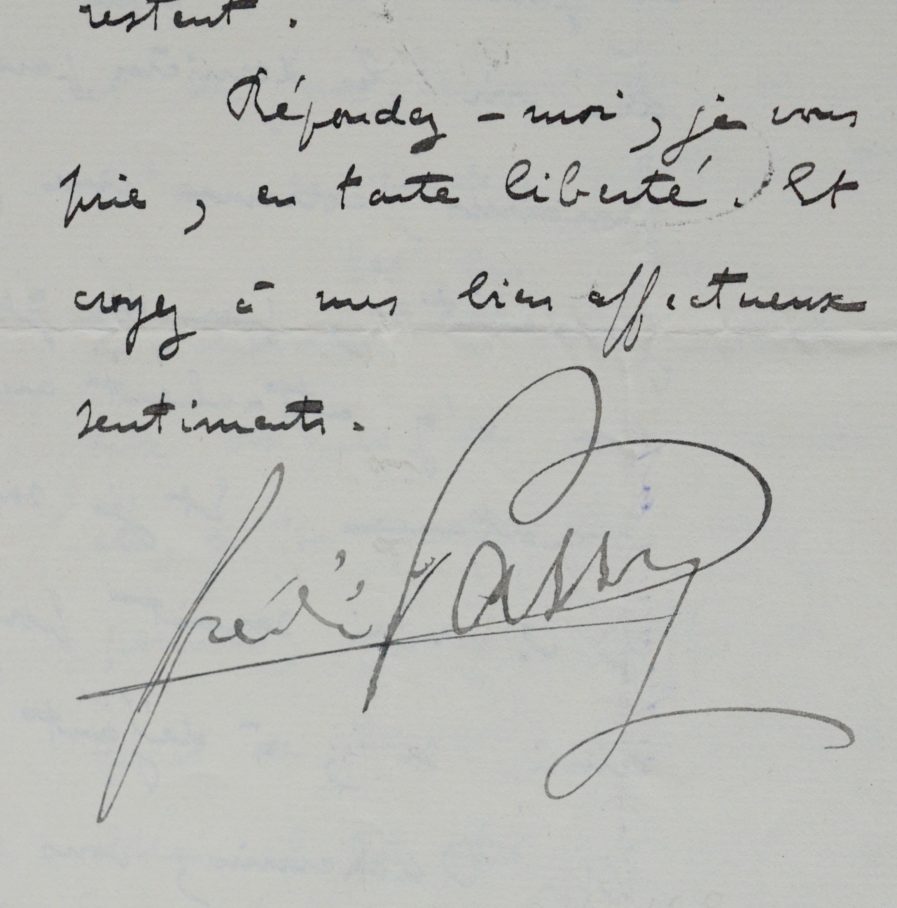 restent.
Répondez-moi, je vous
prie, en toute liberté. Et
croyez à mes bien affectueux
sentiments.
Frédéric Passy